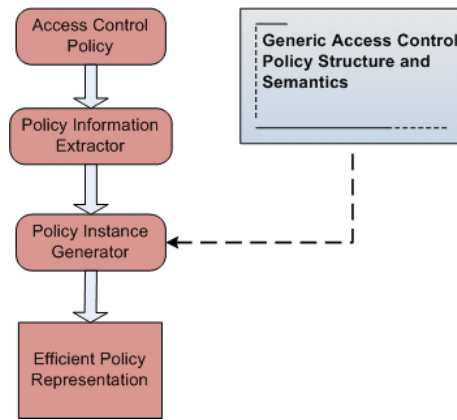 Access Control
Policy
Policy Information
Extractor
Policy Instance
Generator
Efficient Policy
Representation
Generic Access Control
Policy Structure and
Semantics